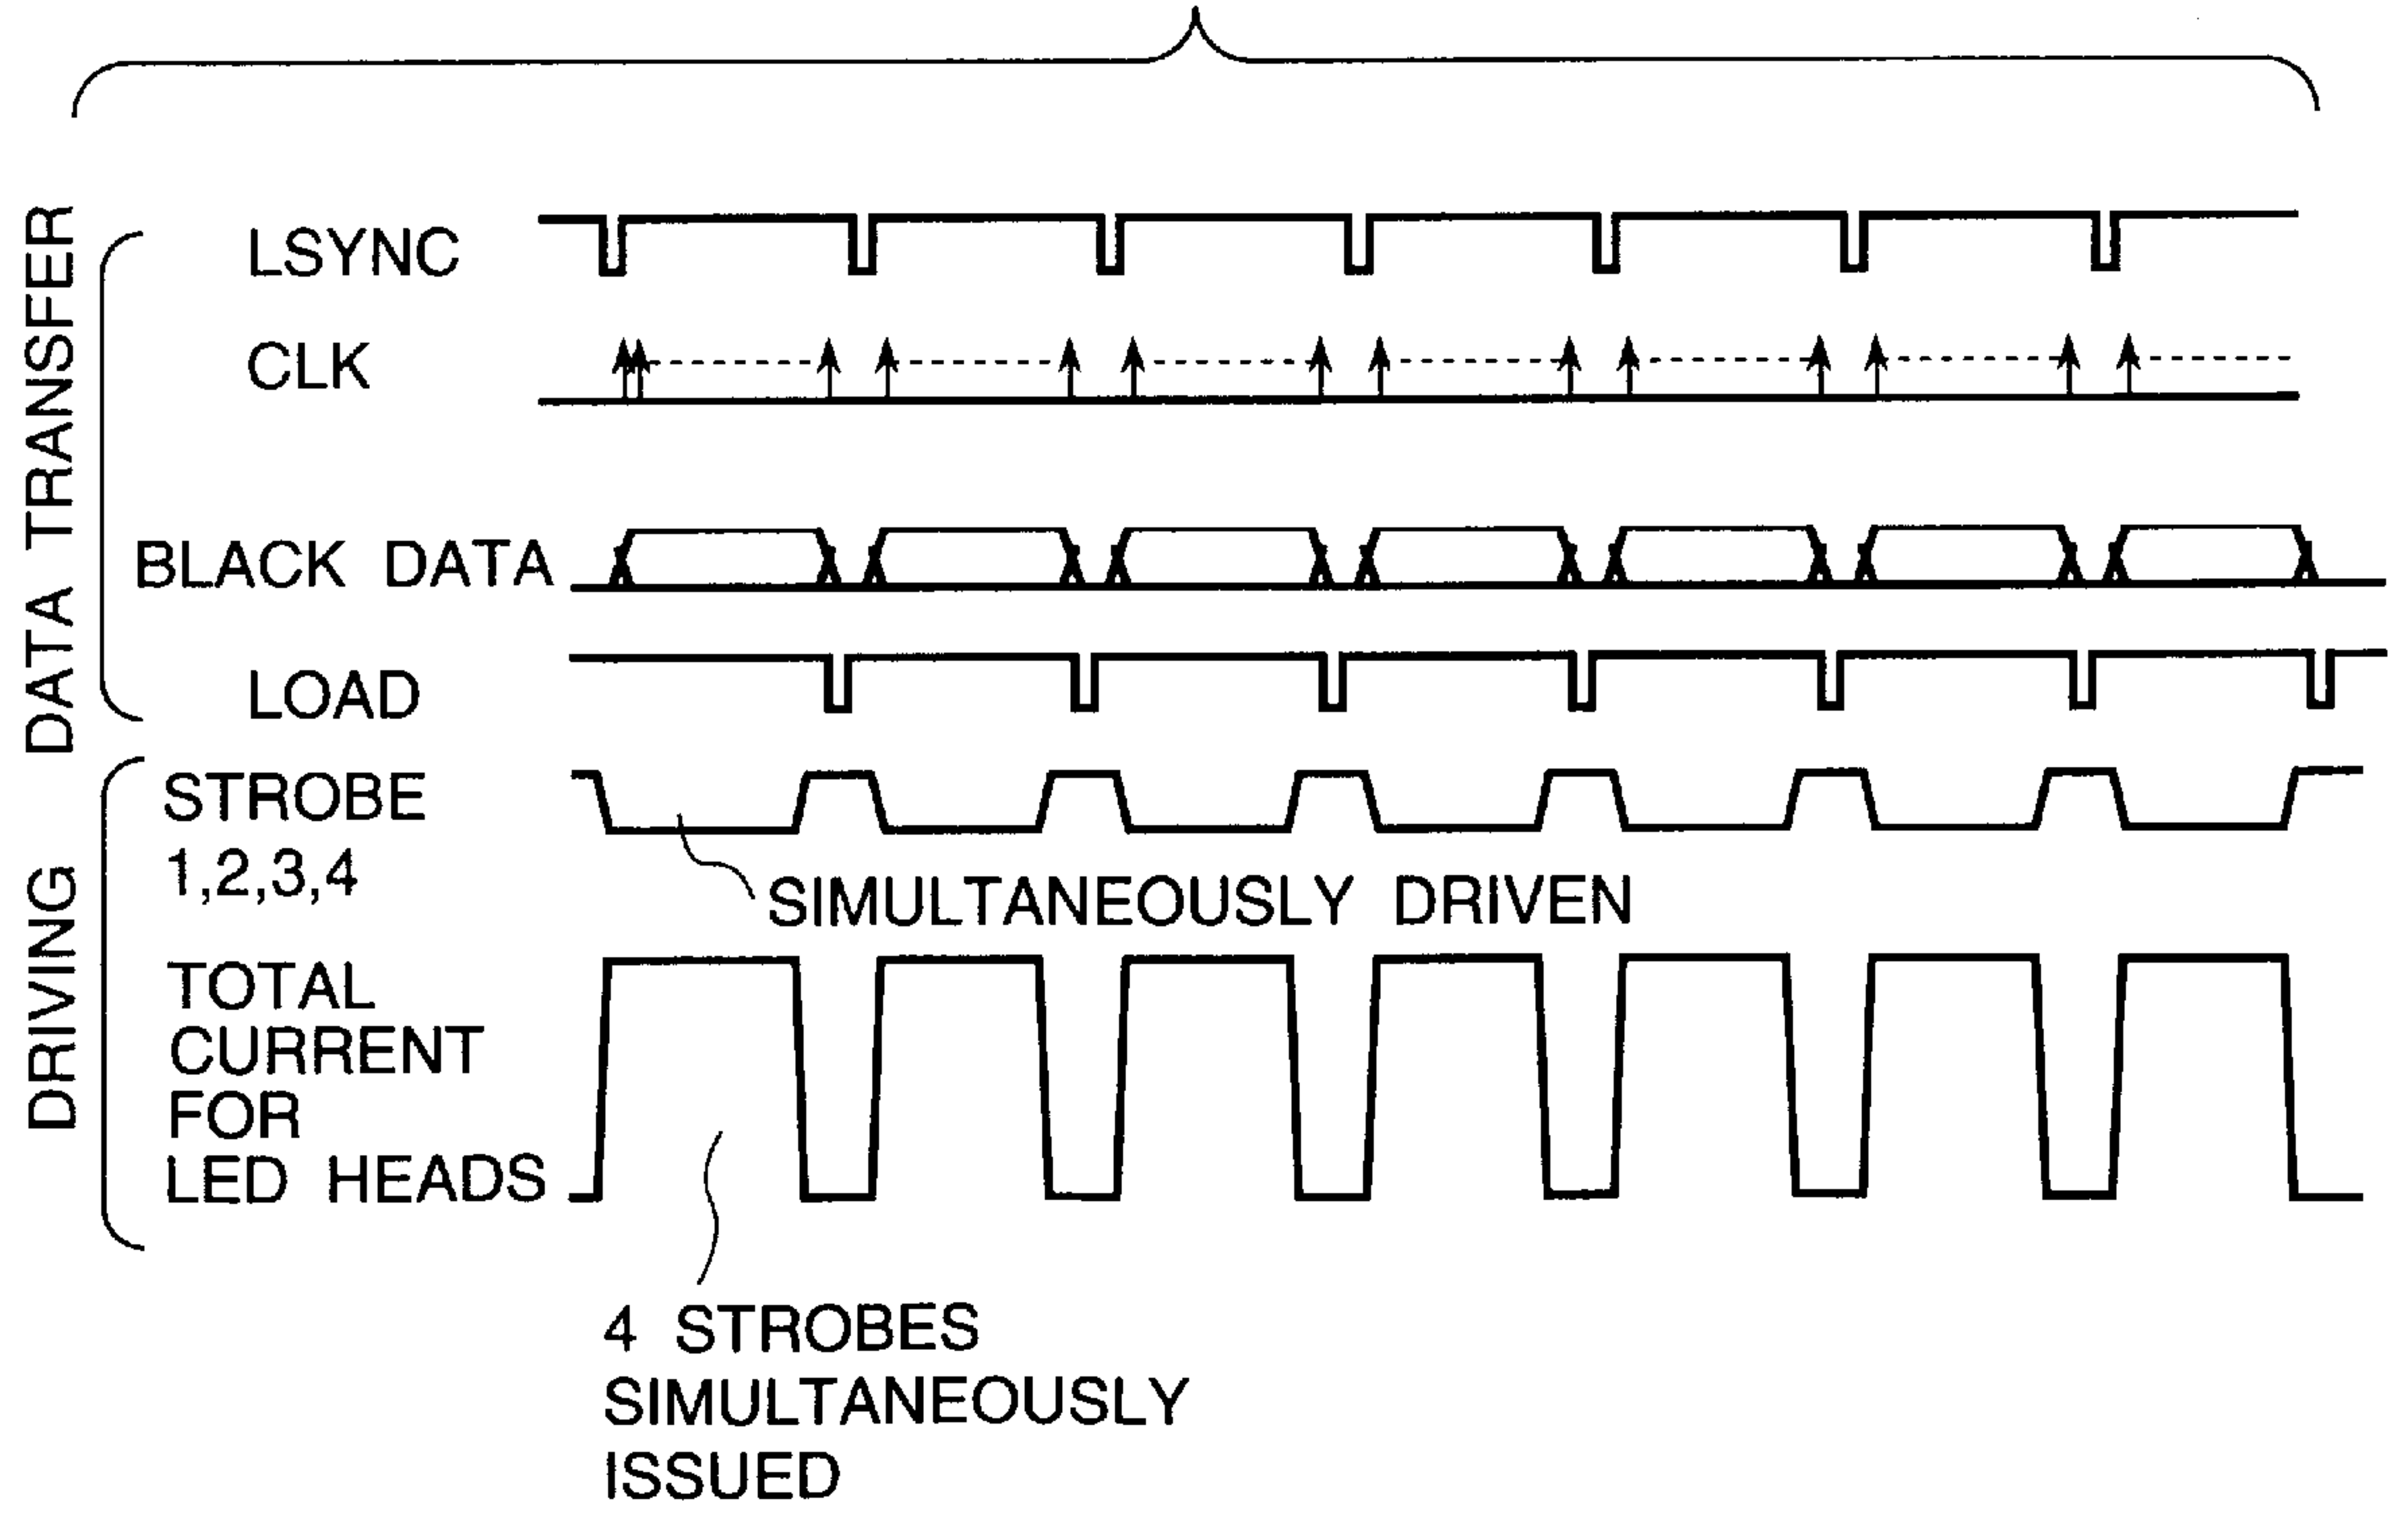 DATA TRANSFER
LSYNC
CLK
BLACK DATA
LOAD
DRIVING
STROBE
1,2,3,4
SIMULTANEOUSLY DRIVEN
TOTAL
CURRENT
FOR
LED HEADS
4 STROBES
SIMULTANEOUSLY
ISSUED